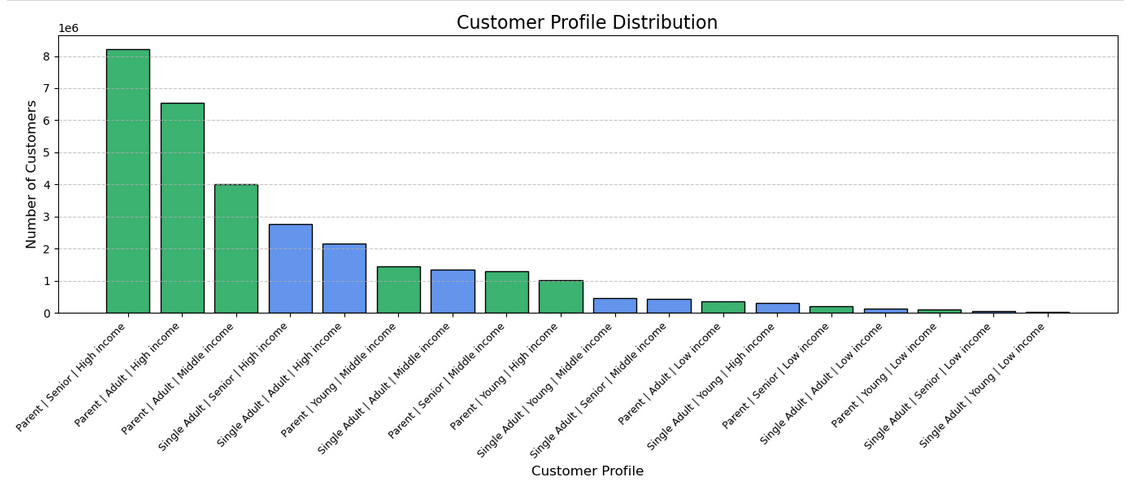 Customer Profile Distribution
1e6
8
7
6
5
4
3
2
1
0
Number of Customers
Parent | Senior | High income
Parent | Adult | High income
Parent | Adult | Middle income
Single Adult | Senior | High income
Single Adult | Adult | High income
Parent | Young | Middle income
Single Adult | Adult | Middle income
Parent | Senior | Middle income
Parent | Young | High income
Single Adult | Young | Middle income
Single Adult | Senior | Middle income
Parent | Adult | Low income
Single Adult | Young | High income
Parent | Senior | Low income
Single Adult | Adult | Low income
Parent | Young | Low income
Single Adult | Senior | Low income
Single Adult | Young | Low income
Customer Profile